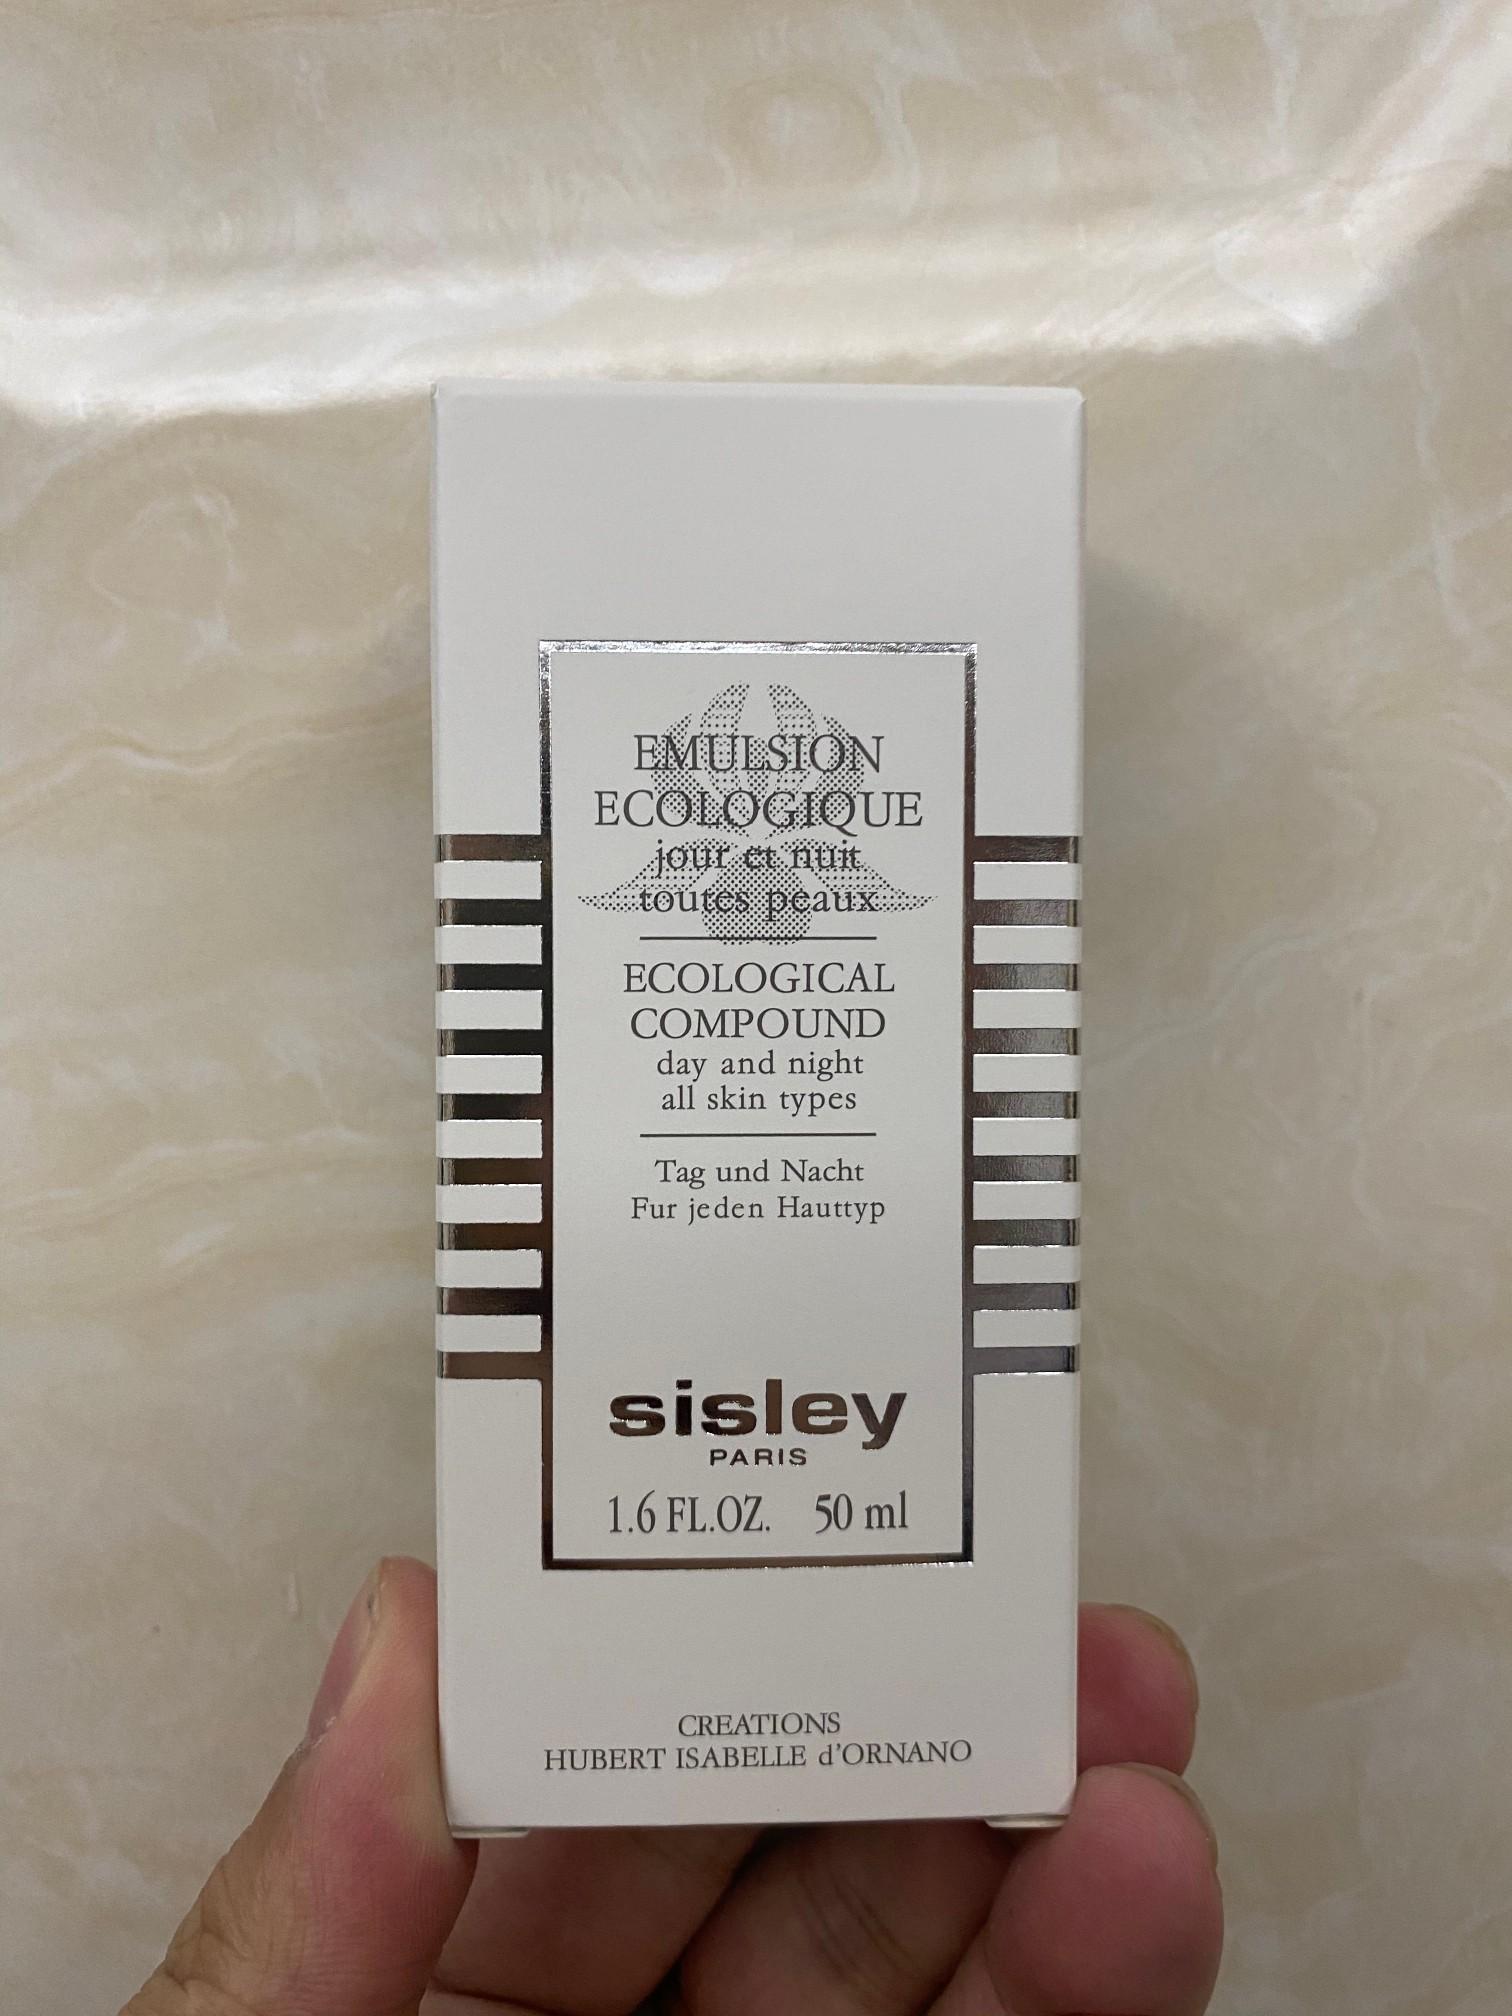 EMULSION
ECOLOGIQUE
jour et nuit
toutes peaux
ECOLOGICAL
COMPOUND
day and night
all skin types
Tag und Nacht
Fur jeden Hauttyp
sisley
PARIS
1.6 FL.OZ. 50 ml
CREATIONS
HUBERT ISABELLE d'ORNANO